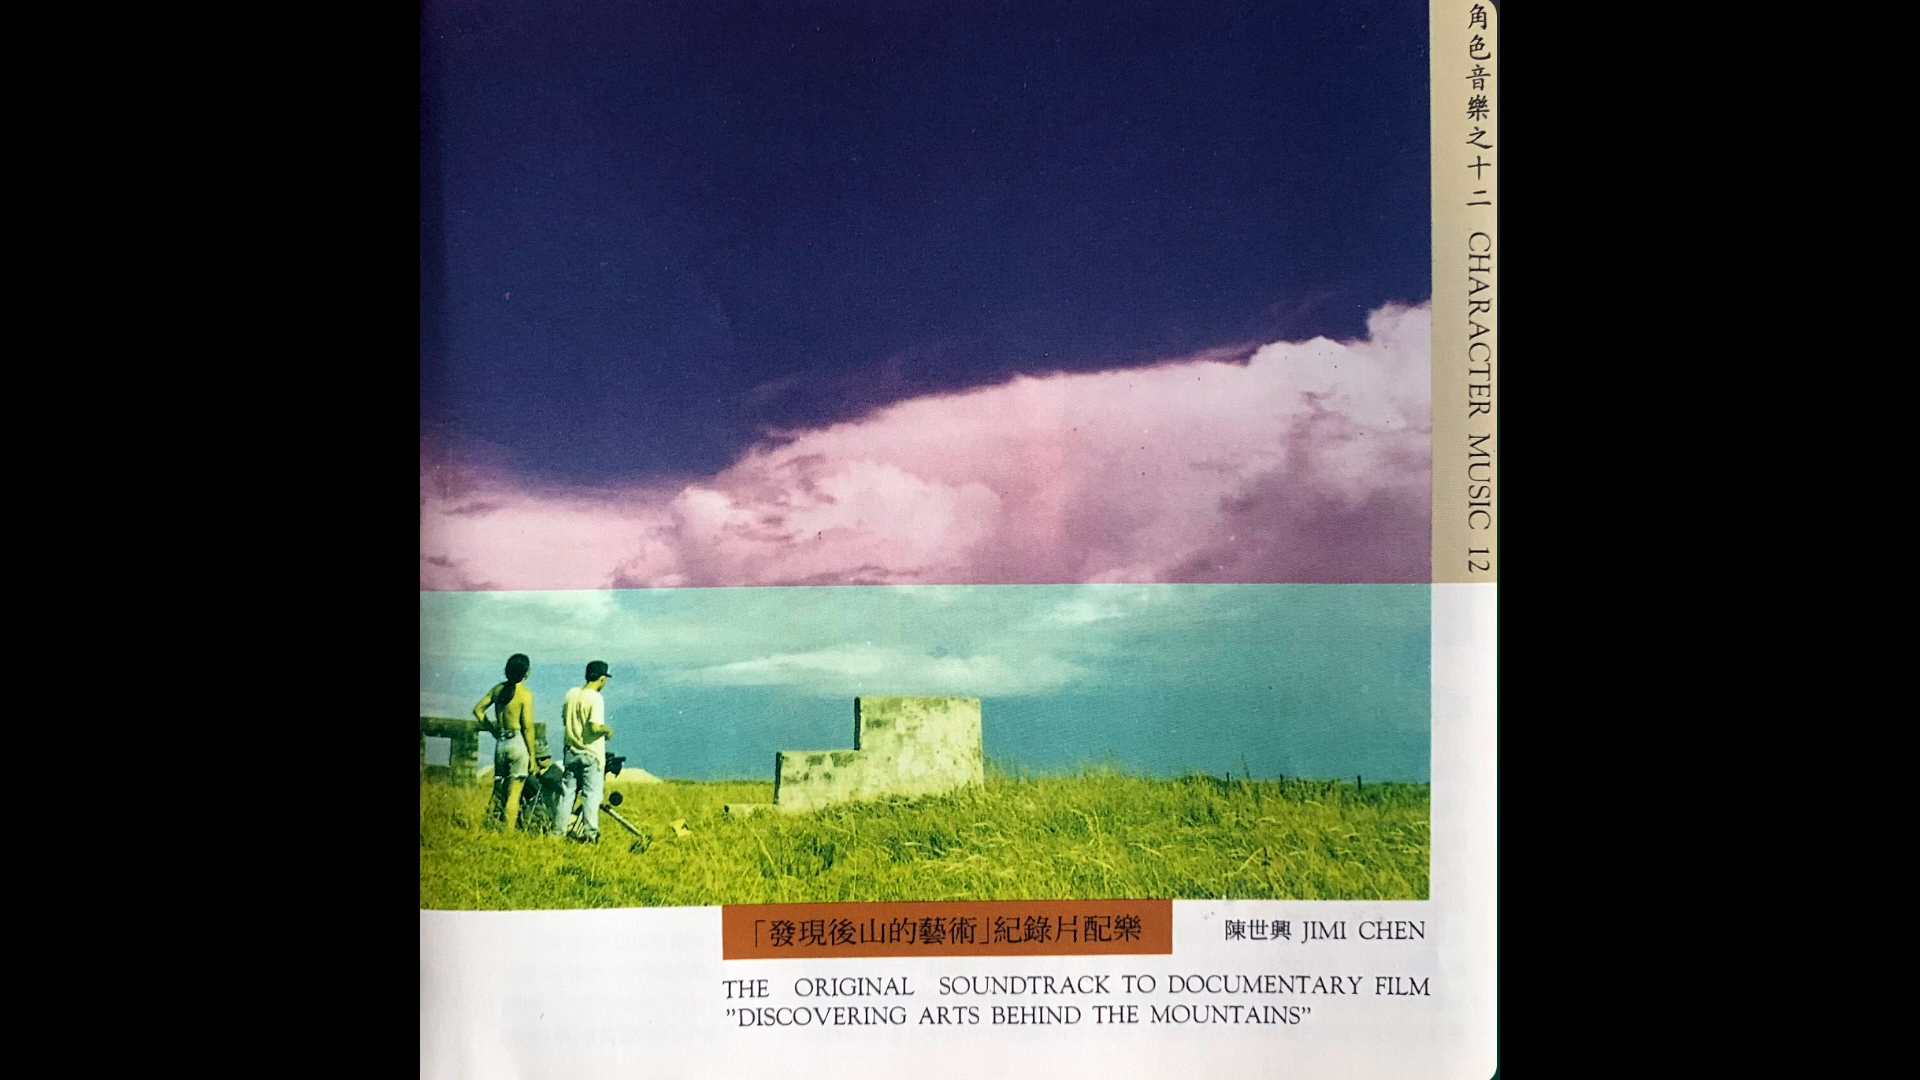 角色音樂之十二 CHARACTER MUSIC 12
「發現後山的藝術」紀錄片配樂
陳世興 JIMI CHEN
THE ORIGINAL SOUNDTRACK TO DOCUMENTARY FILM
”DISCOVERING ARTS BEHIND THE MOUNTAINS”